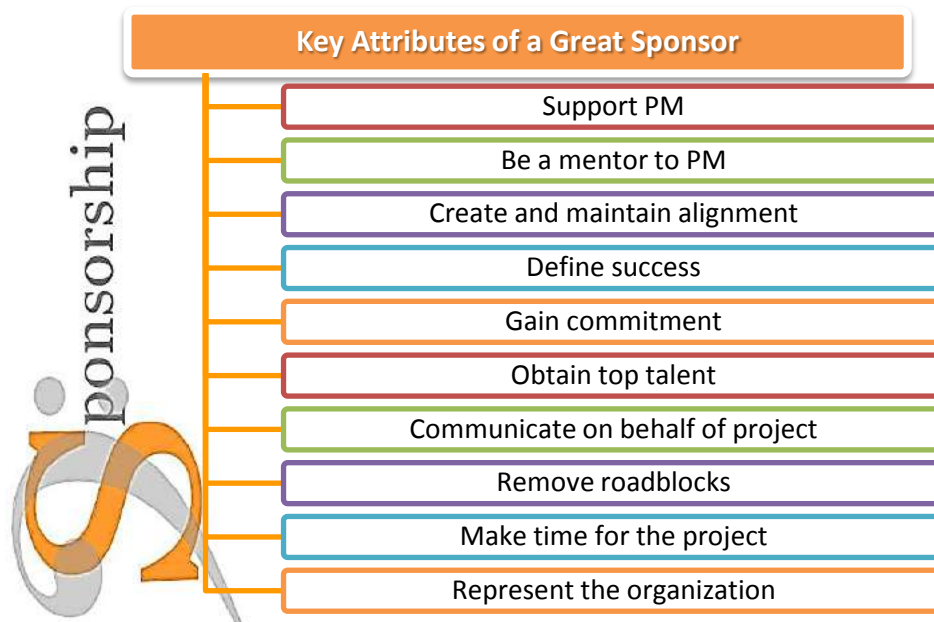 Key Attributes of a Great Sponsor
Sponsorship
Support PM
Be a mentor to PM
Create and maintain alignment
Define success
Gain commitment
Obtain top talent
Communicate on behalf of project
Remove roadblocks
Make time for the project
Represent the organization